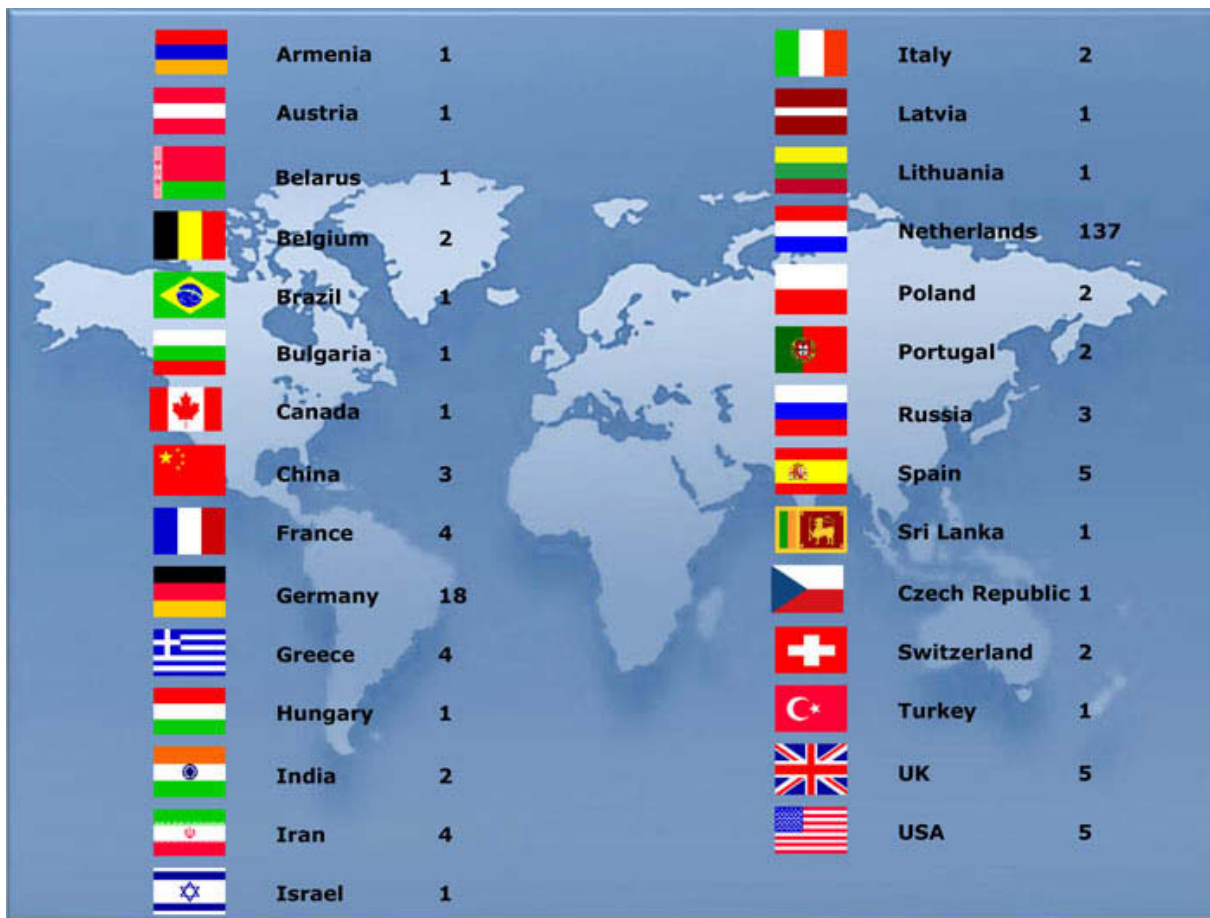 Armenia 1
Austria 1
Belarus 1
Belgium 2
Brazil 1
Bulgaria 1
Canada 1
China 3
France 4
Germany 18
Greece 4
Hungary 1
India 2
Iran 4
Israel 1
Italy 2
Latvia 1
Lithuania 1
Netherlands 137
Poland 2
Portugal 2
Russia 3
Spain 5
Sri Lanka 1
Czech Republic 1
Switzerland 2
Turkey 1
UK 5
USA 5